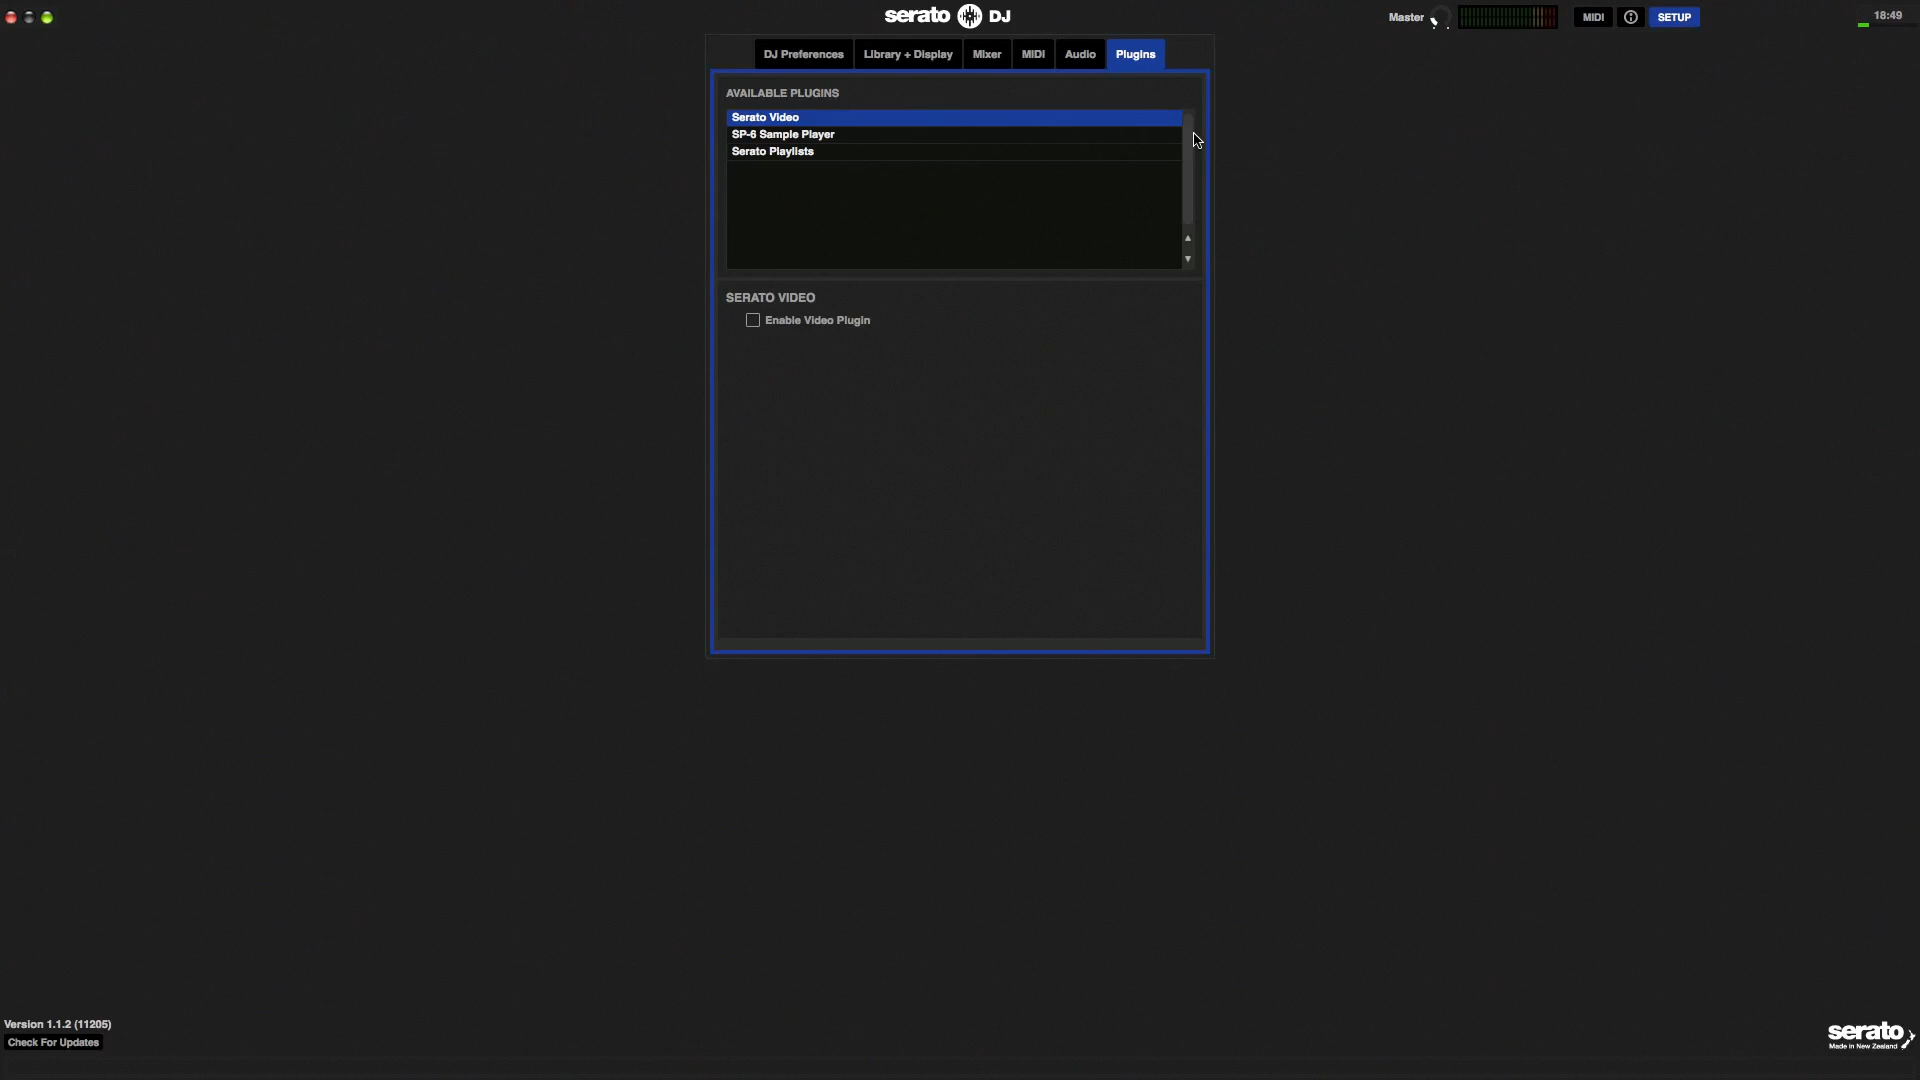 serato DJ
Master
MIDI
SETUP
18:49
DJ Preferences
Library + Display
Mixer
MIDI
Audio
Plugins
AVAILABLE PLUGINS
Serato Video
SP-6 Sample Player
Serato Playlists
SERATO VIDEO
Enable Video Plugin
Version 1.1.2 (11205)
Check For Updates
serato
Made in New Zealand